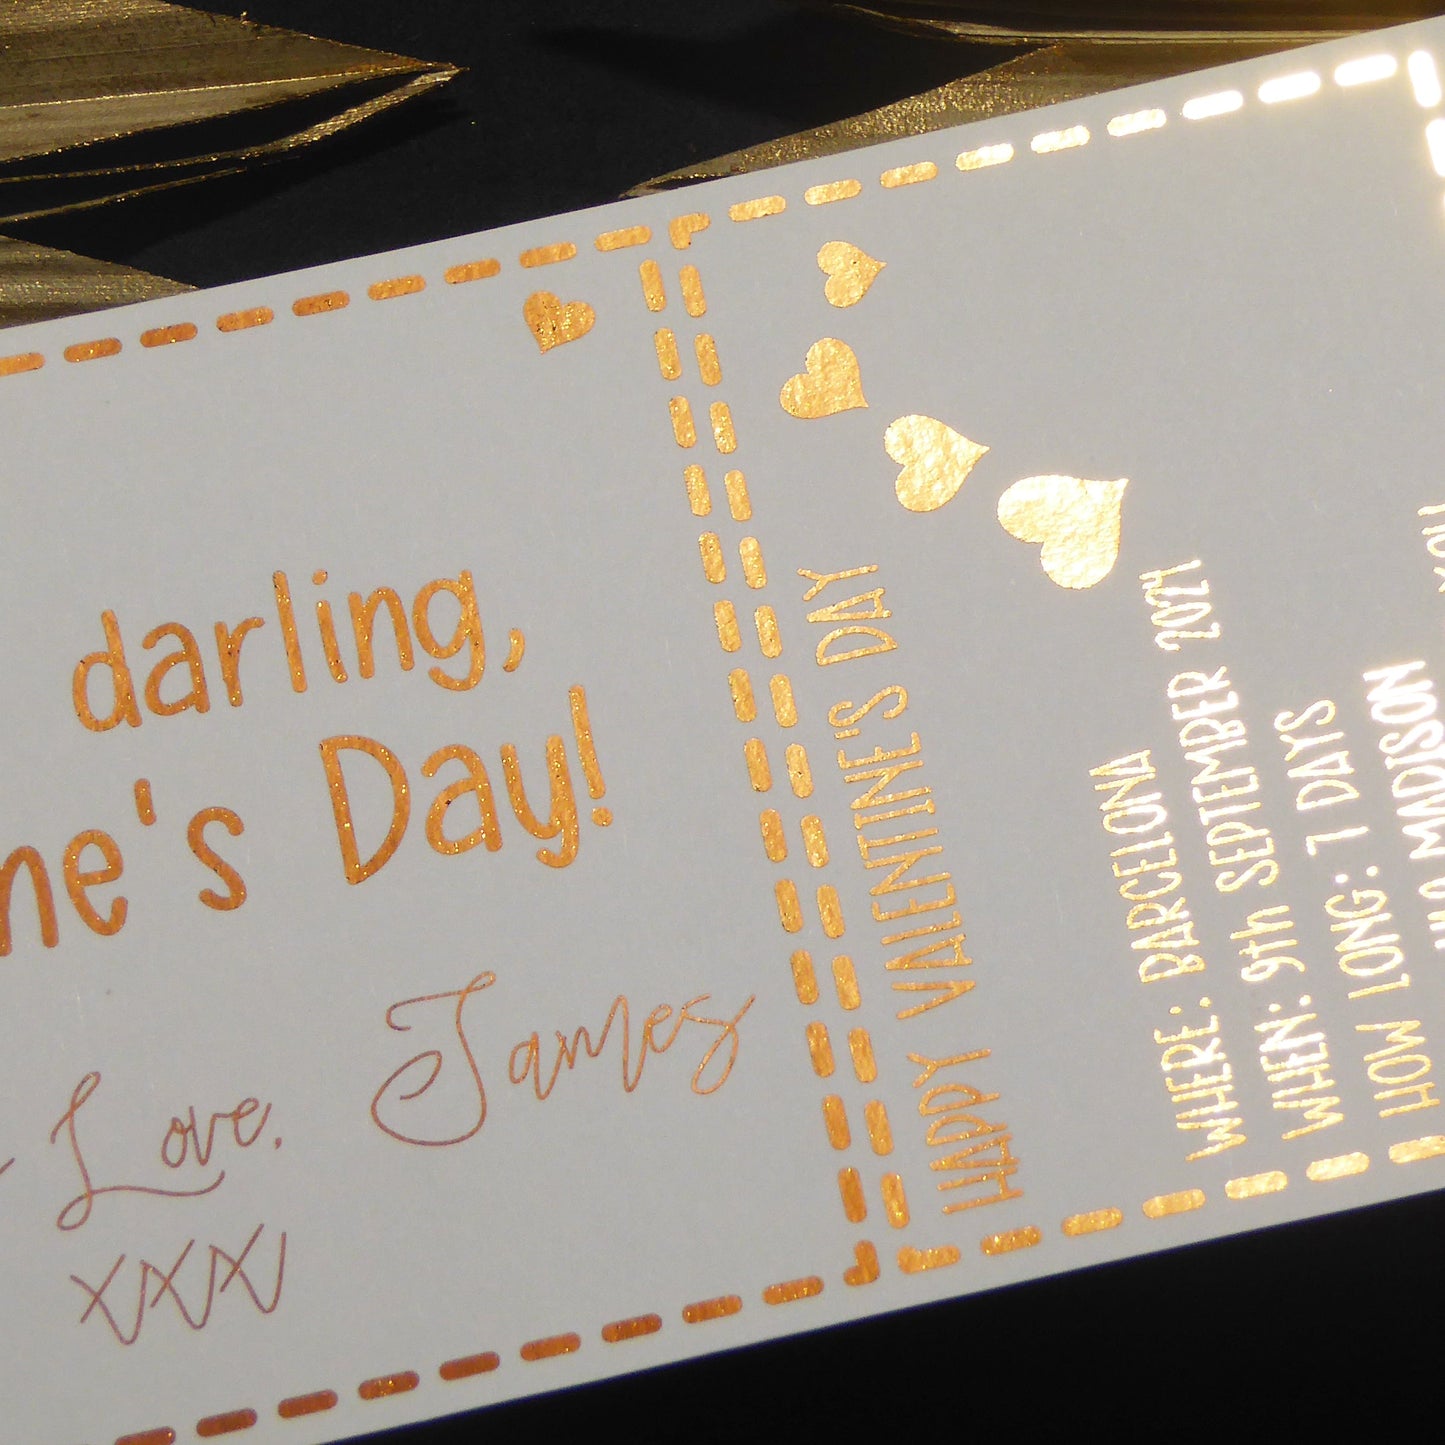 darling,
ne's Day!
Love,
James
xxx
HAPPY VALENTINE'S DAY
WHERE: BARCELONA
WHEN: 9th SEPTEMBER 2021
HOW LONG: 7 DAYS
MADISON
YOU